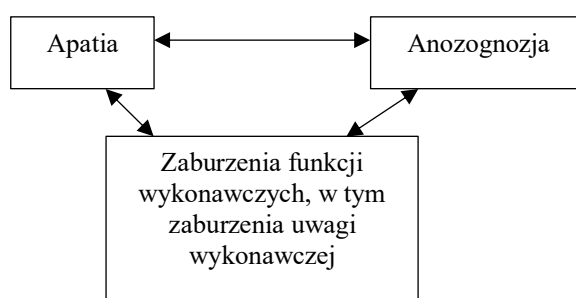 Apatia
Anozognozja
Zaburzenia funkcji
wykonawczych, w tym
zaburzenia uwagi
wykonawczej